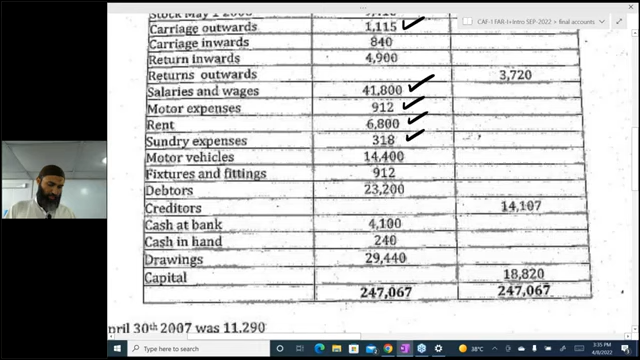 CAF-I FAR-I+Intro SEP-2022 > final accounts
Carriage outwards 1,115
Carriage inwards 840
Return inwards 4,900
Returns outwards 3,720
Salaries and wages 41,800
Motor expenses 912
Rent 6,800
Sundry expenses 318
Motor vehicles 14,400
Fixtures and fittings 912
Debtors 23,200
Creditors 14,107
Cash at bank 4,100
Cash in hand 240
Drawings 29,440
Capital 18,820
247,067 247,067
pril 30th 2007 was 11,290
Type here to search
38°C
3:35 PM
4/8/2022